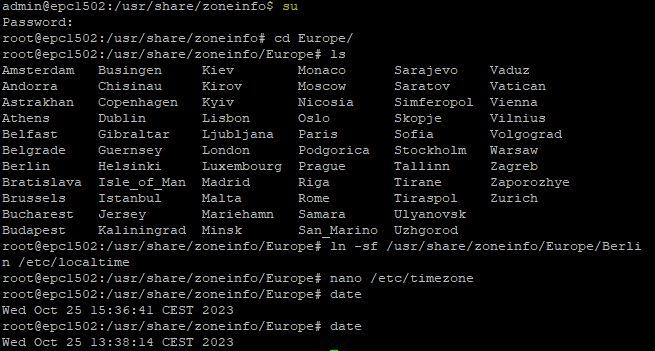 admin@epc1502:/usr/share/zoneinfo$ su
Password:
root@epc1502:/usr/share/zoneinfo# cd Europe/
root@epc1502:/usr/share/zoneinfo/Europe# ls
Amsterdam   Busingen     Kiev        Monaco      Sarajevo    Vaduz
Andorra     Chisinau     Kirov       Moscow      Saratov     Vatican
Astrakhan   Copenhagen   Kyiv        Nicosia     Simferopol  Vienna
Athens      Dublin       Lisbon      Oslo        Skopje      Vilnius
Belfast     Gibraltar    Ljubljana   Paris       Sofia       Volgograd
Belgrade    Guernsey     London      Podgorica   Stockholm   Warsaw
Berlin      Helsinki     Luxembourg  Prague      Tallinn     Zagreb
Bratislava  Isle_of_Man  Madrid      Riga        Tirane      Zaporozhye
Brussels    Istanbul     Malta       Rome        Tiraspol    Zurich
Bucharest   Jersey       Mariehamn   Samara      Ulyanovsk
Budapest    Kaliningrad  Minsk       San_Marino  Uzhgorod
root@epc1502:/usr/share/zoneinfo/Europe# ln -sf /usr/share/zoneinfo/Europe/Berli
n /etc/localtime
root@epc1502:/usr/share/zoneinfo/Europe# nano /etc/timezone
root@epc1502:/usr/share/zoneinfo/Europe# date
Wed Oct 25 15:36:41 CEST 2023
root@epc1502:/usr/share/zoneinfo/Europe# date
Wed Oct 25 13:38:14 CEST 2023